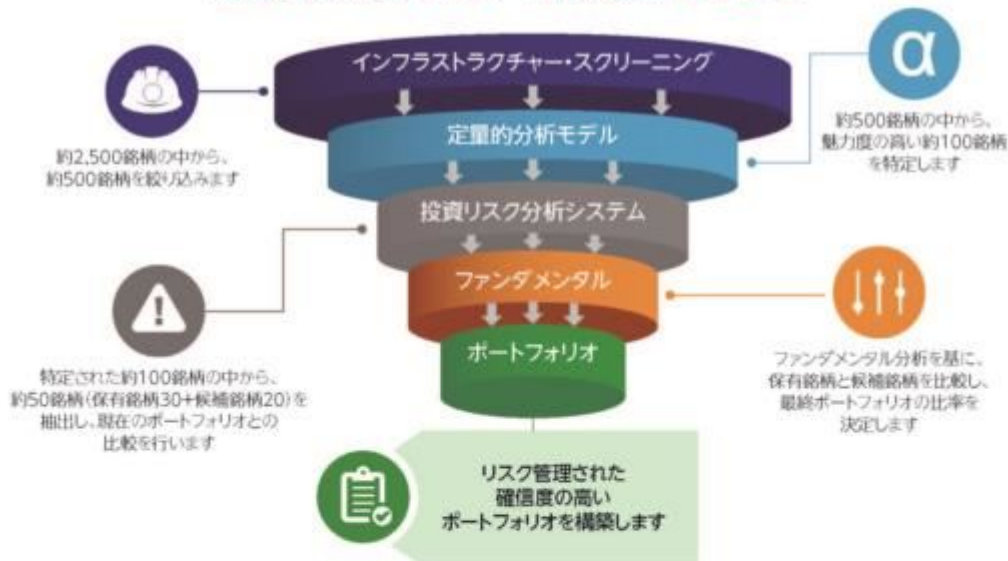 インフラストラクチャー・スクリーニング
約2,500銘柄の中から、
約500銘柄を絞り込みます
α
約500銘柄の中から、
魅力度の高い約100銘柄
を特定します
定量的分析モデル
投資リスク分析システム
特定された約100銘柄の中から、
約50銘柄(保有銘柄30+候補銘柄20)を
抽出し、現在のポートフォリオとの
比較を行います
ファンダメンタル
ファンダメンタル分析を基に、
保有銘柄と候補銘柄を比較し、
最終ポートフォリオの比率を
決定します
ポートフォリオ
リスク管理された
確信度の高い
ポートフォリオを構築します